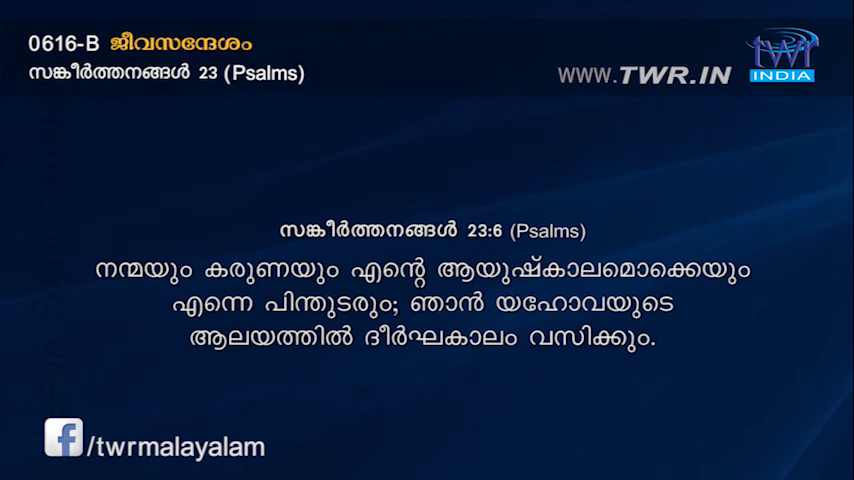 0616-B ജീവസന്ദേശം
സങ്കീർത്തനങ്ങൾ 23 (Psalms)
WWW.TWR.IN
twr
INDIA
സങ്കീർത്തനങ്ങൾ 23:6 (Psalms)
നന്മയും കരുണയും എന്റെ ആയുഷ്കാലമൊക്കെയും
എന്നെ പിന്തുടരും; ഞാൻ യഹോവയുടെ
ആലയത്തിൽ ദീർഘകാലം വസിക്കും.
f/twrmalayalam